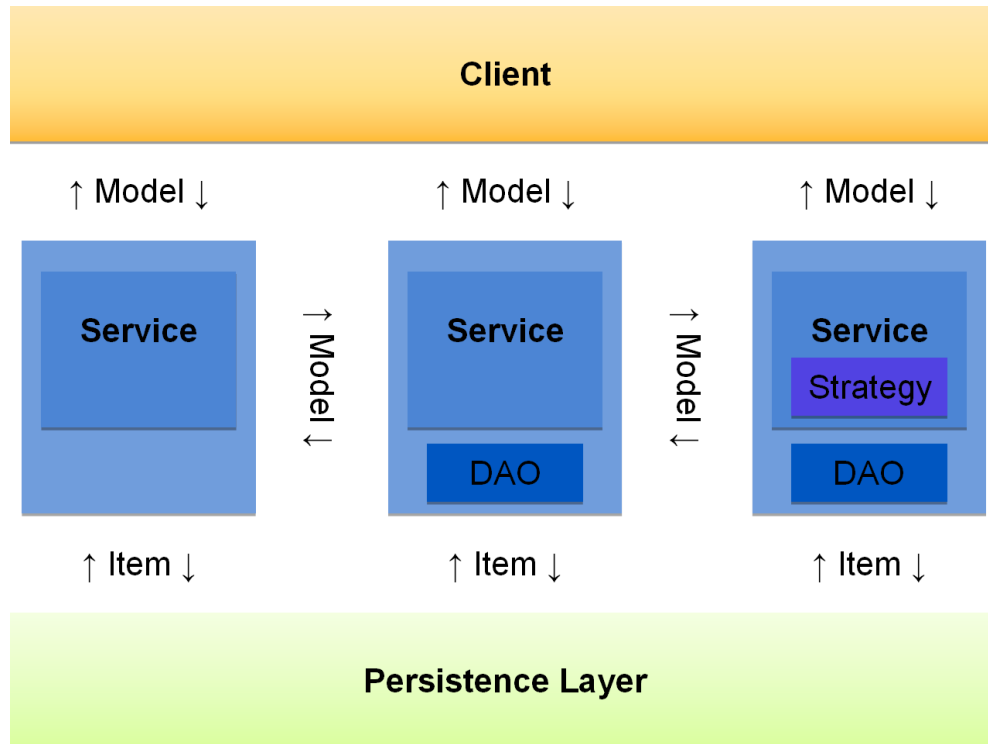 Client
↑ Model ↓
↑ Model ↓
↑ Model ↓
Service
↑ Model ↓
Service
↑ Model ↓
Service
Strategy
DAO
DAO
↑ Item ↓
↑ Item ↓
↑ Item ↓
Persistence Layer